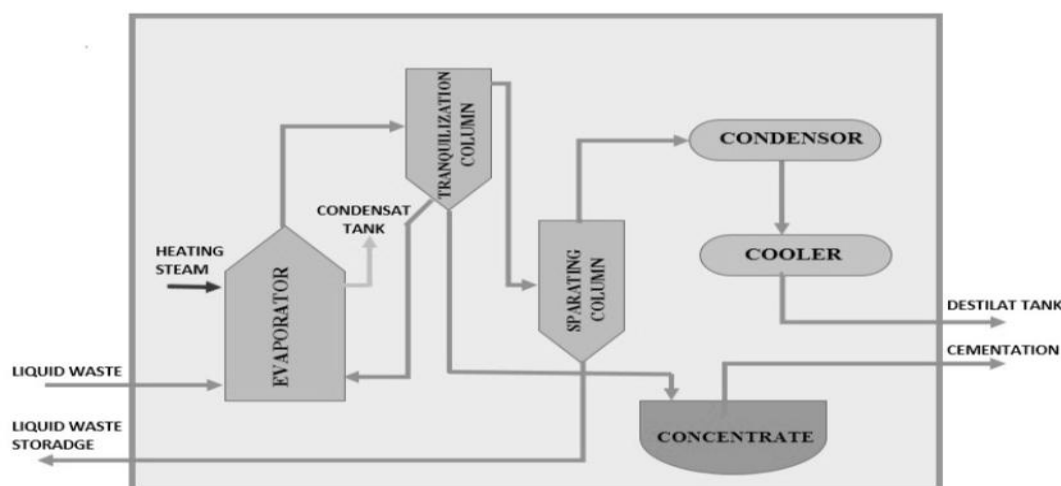 TRANQUILIZATION
COLUMN
CONDENSOR
CONDENSAT
TANK
HEATING
STEAM
COOLER
EVAPORATOR
SPARATING
COLUMN
DESTILAT TANK
CEMENTATION
LIQUID WASTE
LIQUID WASTE
STORADGE
CONCENTRATE